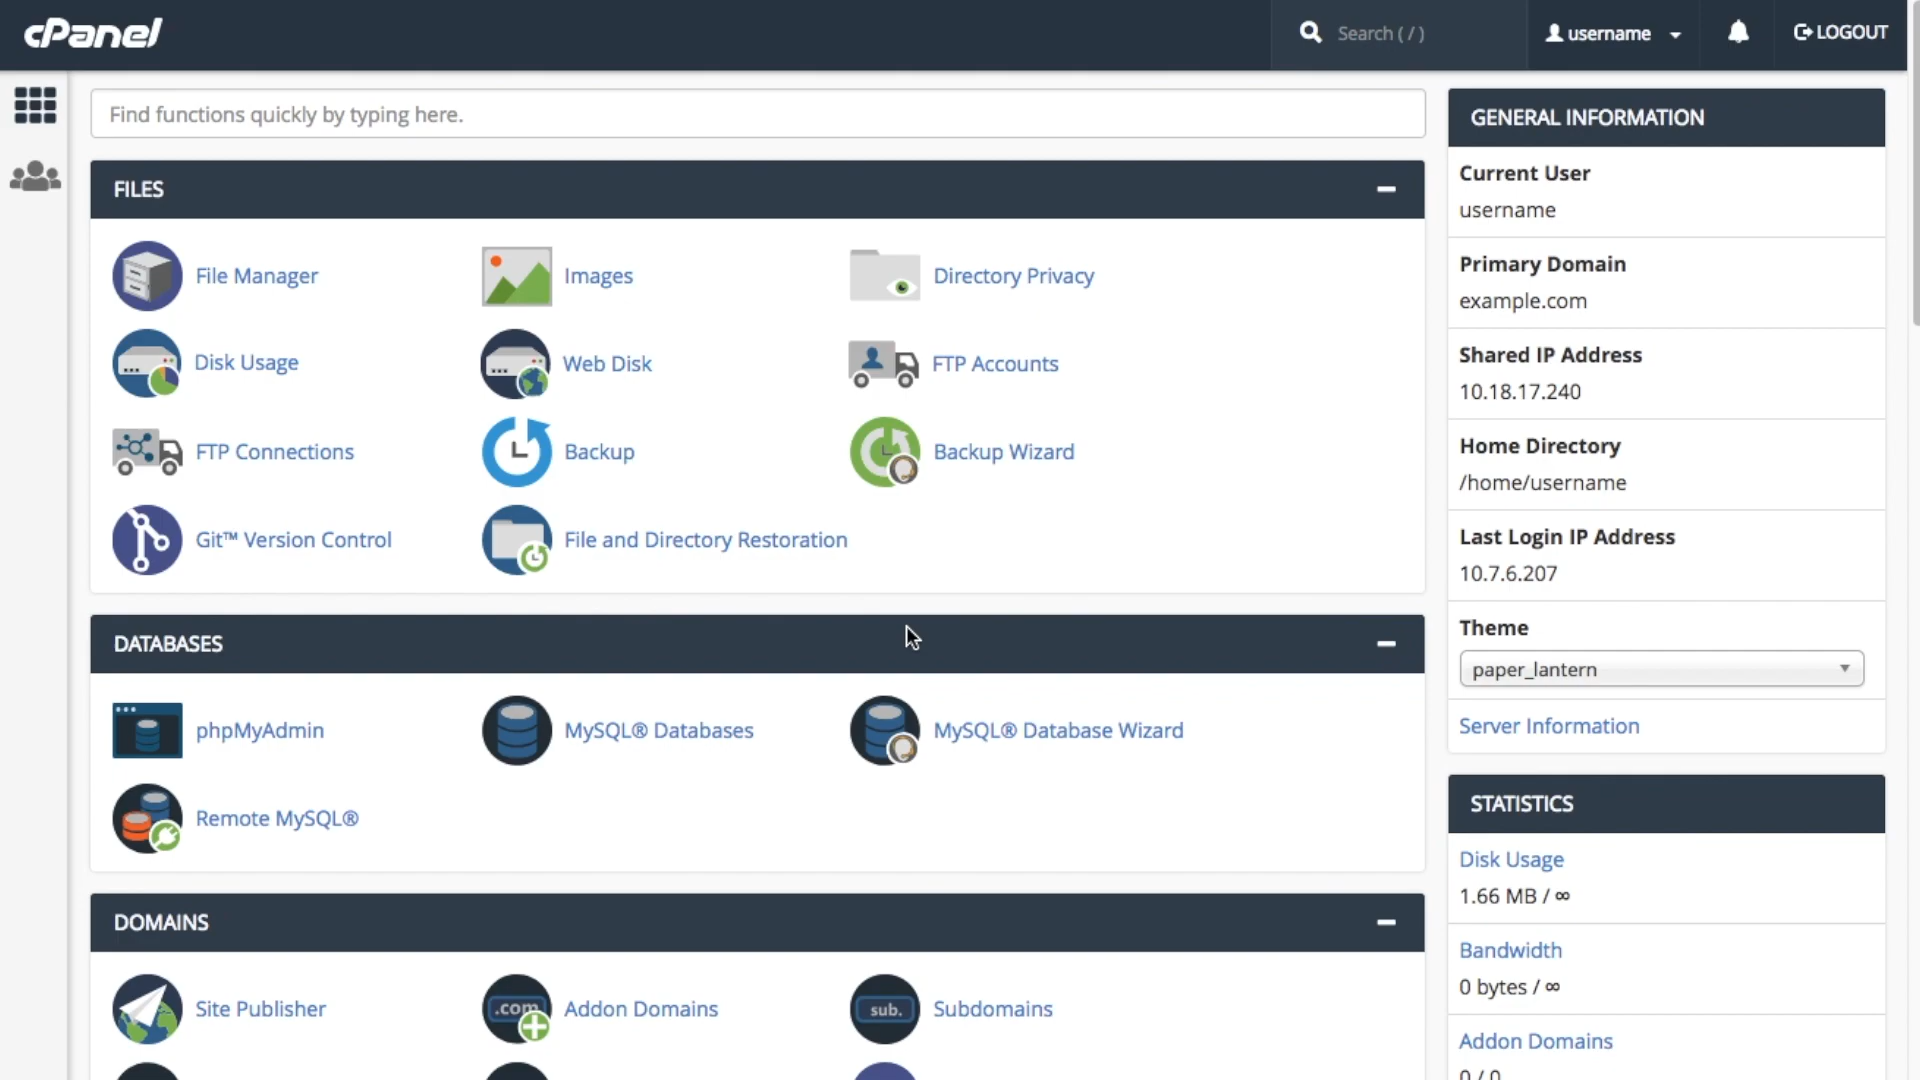 cPanel
Search ( / )
username
LOGOUT
Find functions quickly by typing here.
FILES
File Manager
Images
Directory Privacy
Disk Usage
Web Disk
FTP Accounts
FTP Connections
Backup
Backup Wizard
Git™ Version Control
File and Directory Restoration
DATABASES
phpMyAdmin
MySQL® Databases
MySQL® Database Wizard
Remote MySQL®
DOMAINS
Site Publisher
.com
Addon Domains
sub.
Subdomains
GENERAL INFORMATION
Current User
username
Primary Domain
example.com
Shared IP Address
10.18.17.240
Home Directory
/home/username
Last Login IP Address
10.7.6.207
Theme
paper_lantern
Server Information
STATISTICS
Disk Usage
1.66 MB / ∞
Bandwidth
0 bytes / ∞
Addon Domains
0 / 0